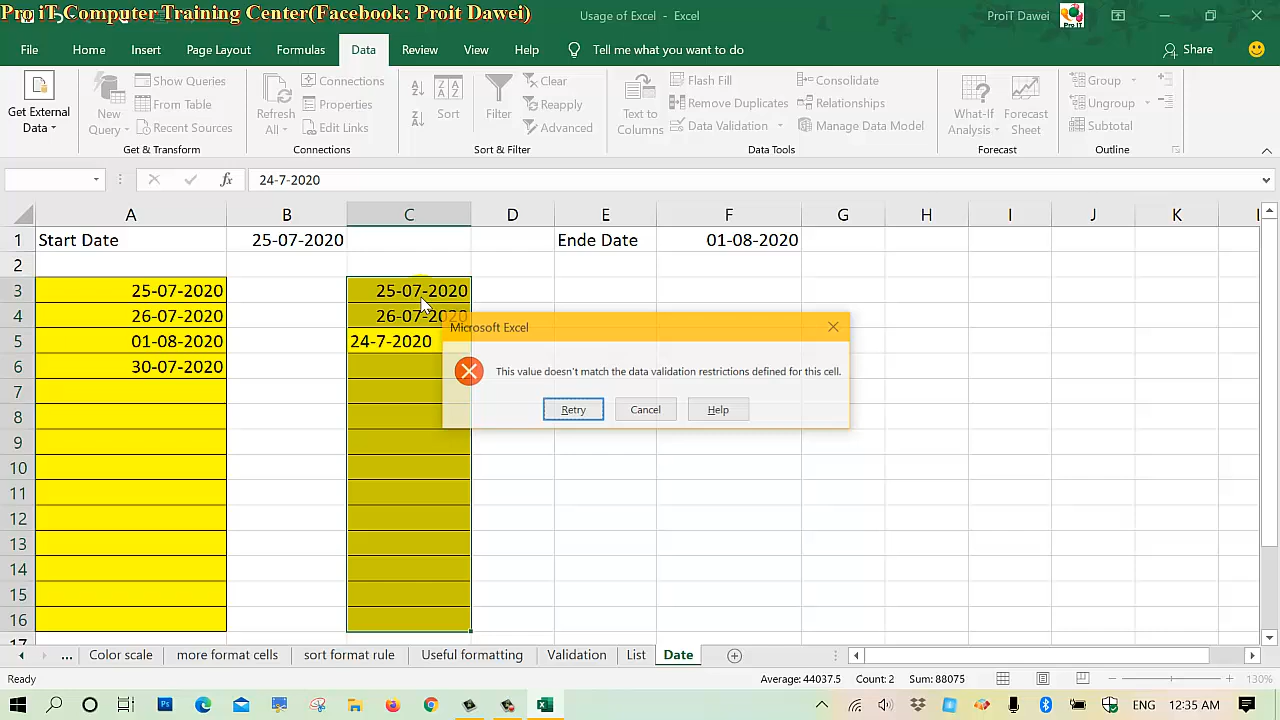 Pro iT Computer Training Center(Facebook: Proit Dawei)
Usage of Excel - Excel
ProiT Dawei
File Home Insert Page Layout Formulas Data Review View Help Tell me what you want to do Share
Get External Data
New Query
Show Queries
From Table
Recent Sources
Get & Transform
Refresh All
Connections
Properties
Edit Links
Connections
Sort
Filter
Clear
Reapply
Advanced
Sort & Filter
Text to Columns
Flash Fill
Remove Duplicates
Data Validation
Consolidate
Relationships
Manage Data Model
Data Tools
What-If Analysis
Forecast Sheet
Forecast
Group
Ungroup
Subtotal
Outline
fx 24-7-2020
A B C D E F G H I J K L
1 Start Date 25-07-2020 Ende Date 01-08-2020
2
3 25-07-2020 25-07-2020
4 26-07-2020 26-07-2020
5 01-08-2020 24-7-2020
6 30-07-2020
7
8
9
10
11
12
13
14
15
16
17
Microsoft Excel
This value doesn't match the data validation restrictions defined for this cell.
Retry Cancel Help
... Color scale more format cells sort format rule Useful formatting Validation List Date
Ready Average: 44037.5 Count: 2 Sum: 88075 130%
ENG 12:35 AM